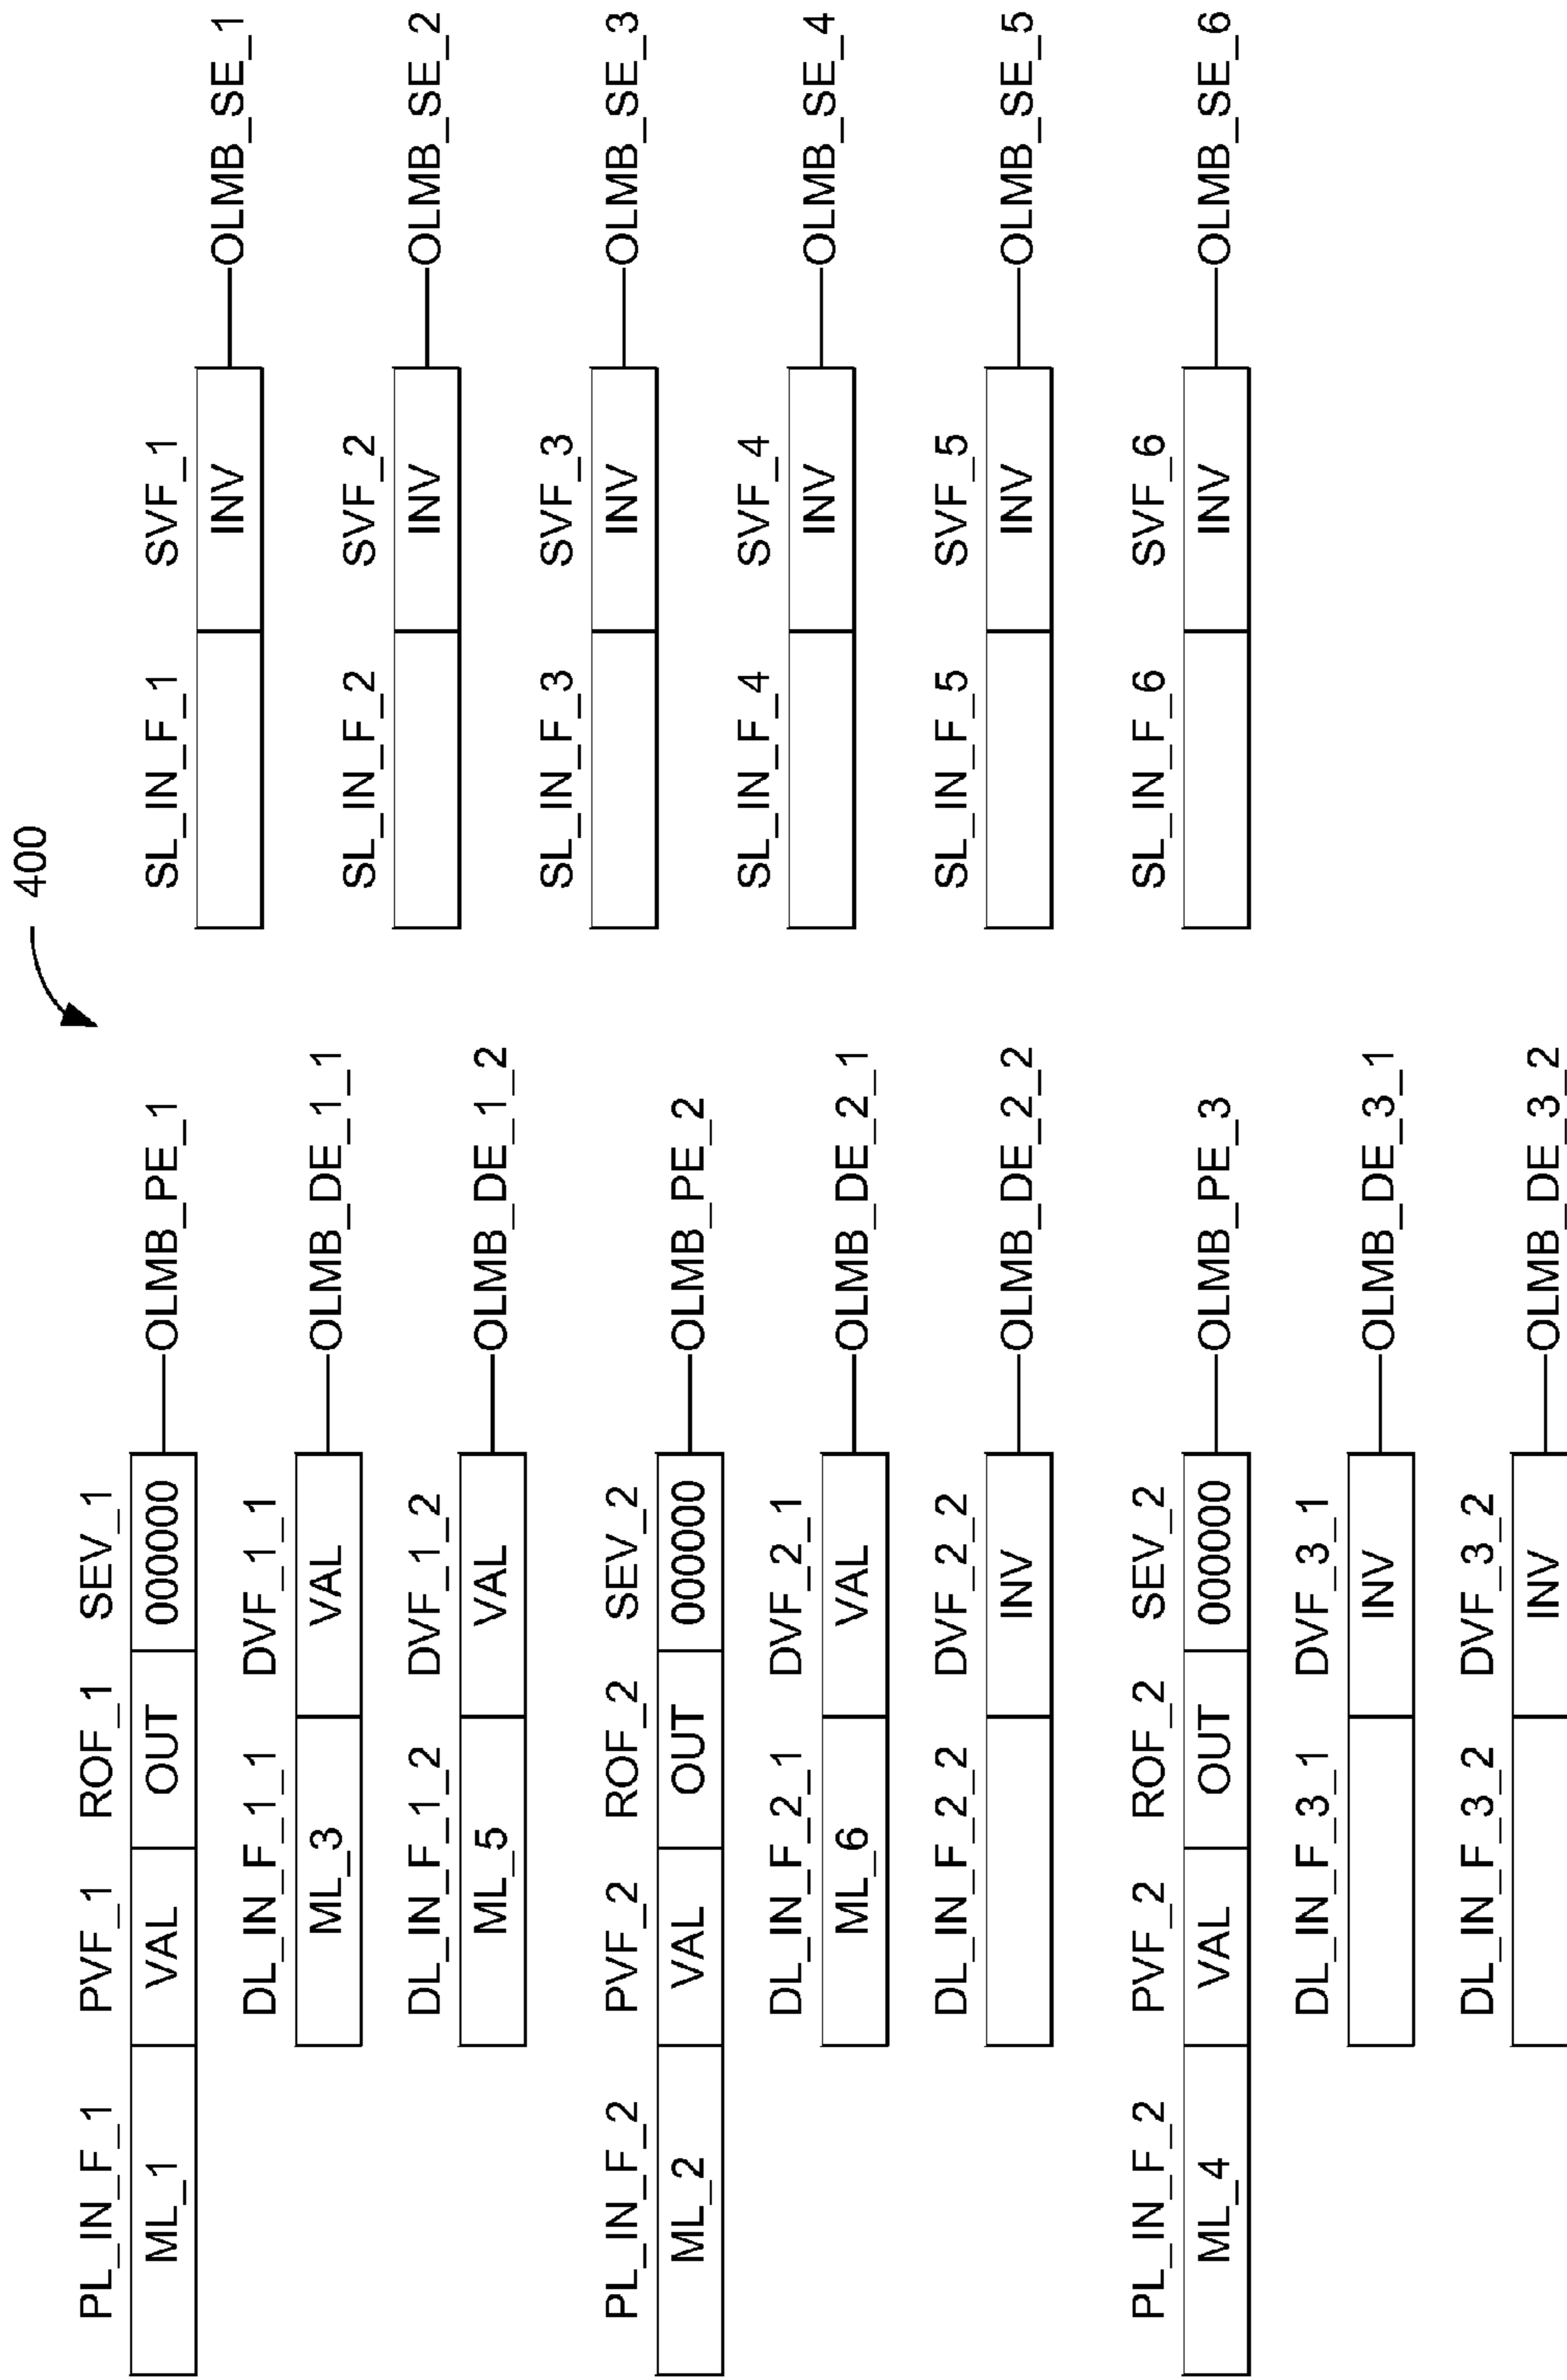 400
PL_IN_F_1 PVF_1 ROF_1 SEV_1
ML_1 VAL OUT 000000 OLMB_PE_1
DL_IN_F_1_1 DVF_1_1
ML_3 VAL OLMB_DE_1_1
DL_IN_F_1_2 DVF_1_2
ML_5 VAL OLMB_DE_1_2
PL_IN_F_2 PVF_2 ROF_2 SEV_2
ML_2 VAL OUT 000000 OLMB_PE_2
DL_IN_F_2_1 DVF_2_1
ML_6 VAL OLMB_DE_2_1
DL_IN_F_2_2 DVF_2_2
INV OLMB_DE_2_2
PL_IN_F_2 PVF_2 ROF_2 SEV_2
ML_4 VAL OUT 000000 OLMB_PE_3
DL_IN_F_3_1 DVF_3_1
INV OLMB_DE_3_1
DL_IN_F_3_2 DVF_3_2
INV OLMB_DE_3_2
SL_IN_F_1 SVF_1
INV OLMB_SE_1
SL_IN_F_2 SVF_2
INV OLMB_SE_2
SL_IN_F_3 SVF_3
INV OLMB_SE_3
SL_IN_F_4 SVF_4
INV OLMB_SE_4
SL_IN_F_5 SVF_5
INV OLMB_SE_5
SL_IN_F_6 SVF_6
INV OLMB_SE_6